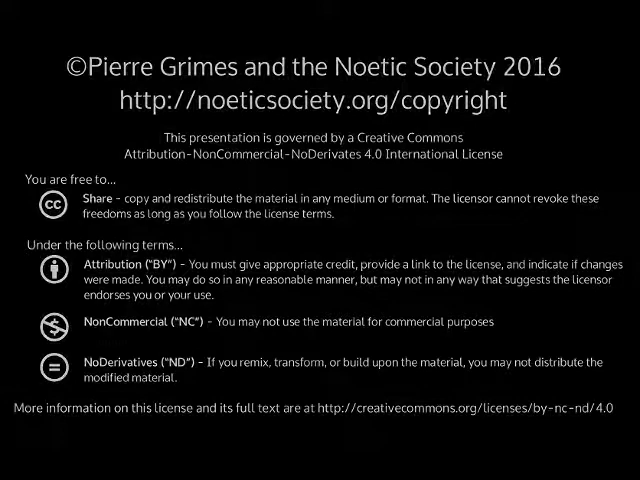 ©Pierre Grimes and the Noetic Society 2016
http://noeticsociety.org/copyright
This presentation is governed by a Creative Commons
Attribution-NonCommercial-NoDerivates 4.0 International License
You are free to...
cc
Share - copy and redistribute the material in any medium or format. The licensor cannot revoke these
freedoms as long as you follow the license terms.
Under the following terms...
Attribution ("BY") - You must give appropriate credit, provide a link to the license, and indicate if changes
were made. You may do so in any reasonable manner, but may not in any way that suggests the licensor
endorses you or your use.
NonCommercial ("NC") - You may not use the material for commercial purposes
NoDerivatives ("ND") - If you remix, transform, or build upon the material, you may not distribute the
modified material.
More information on this license and its full text are at http://creativecommons.org/licenses/by-nc-nd/4.0